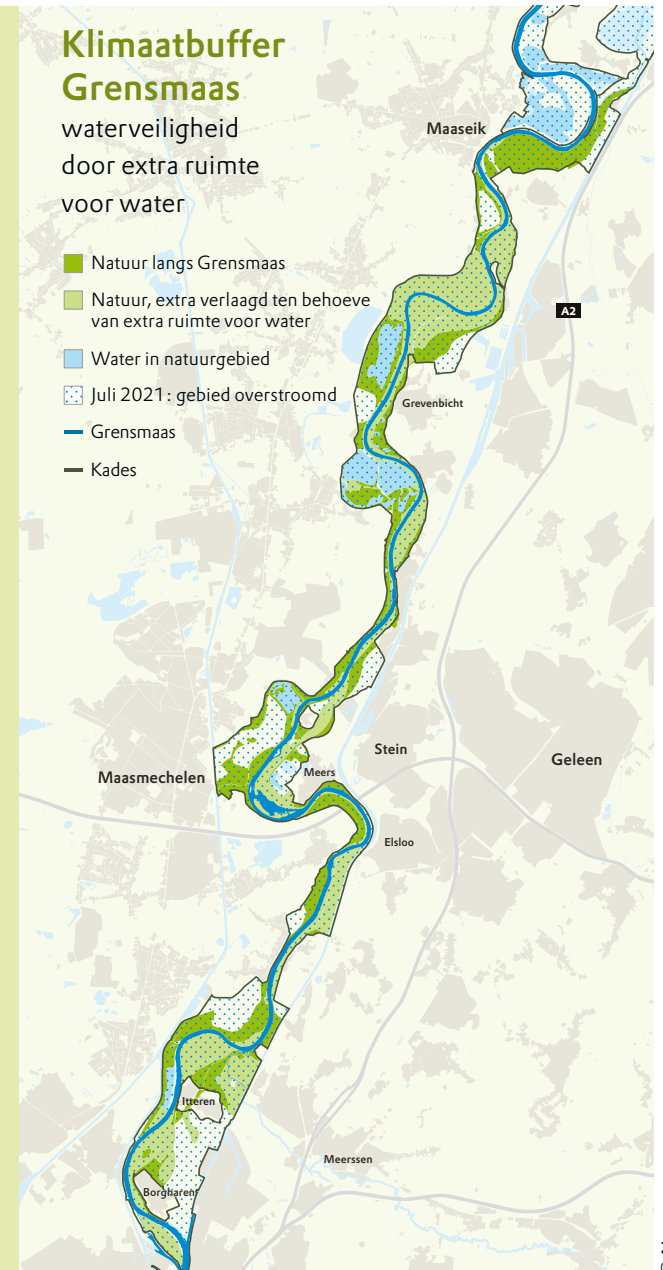 Klimaatbuffer
Grensmaas
waterveiligheid
door extra ruimte
voor water
Natuur langs Grensmaas
Natuur, extra verlaagd ten behoeve
van extra ruimte voor water
Water in natuurgebied
Juli 2021: gebied overstroomd
Grensmaas
Kades
Maaseik
A2
Grevenbicht
Stein
Geleen
Maasmechelen
Meers
Elsloo
Itteren
Meerssen
Borgharen